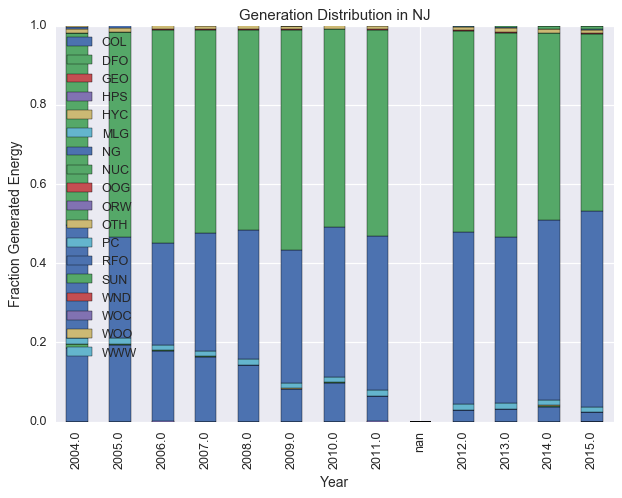 Generation Distribution in NJ
1.0
0.8
0.6
0.4
0.2
0.0
Fraction Generated Energy
COL
DFO
GEO
HPS
HYC
MLG
NG
NUC
OOG
ORW
OTH
PC
RFO
SUN
WND
WOC
WOO
WWW
2004.0
2005.0
2006.0
2007.0
2008.0
2009.0
2010.0
2011.0
nan
2012.0
2013.0
2014.0
2015.0
Year